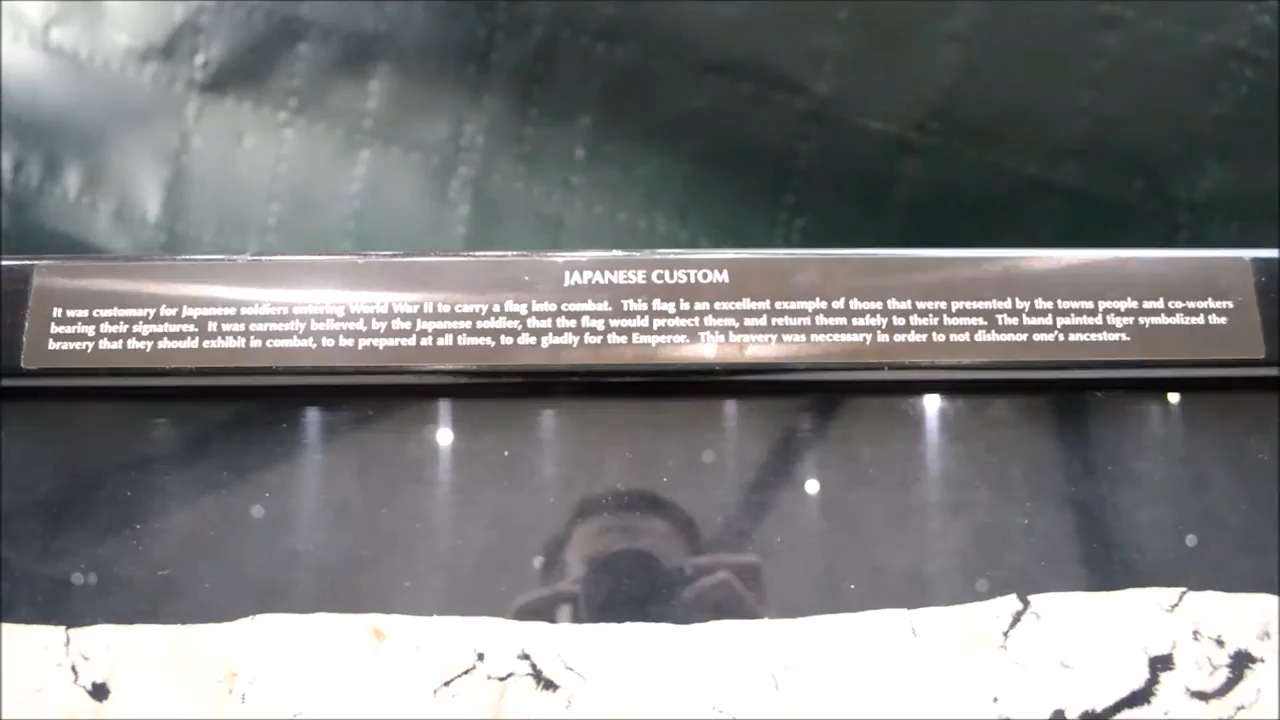 JAPANESE CUSTOM
It was customary for Japanese soldiers entering World War II to carry a flag into combat. This flag is an excellent example of those that were presented by the towns people and co-workers
bearing their signatures. It was earnestly believed, by the Japanese soldier, that the flag would protect them, and return them safely to their homes. The hand painted tiger symbolized the
bravery that they should exhibit in combat, to be prepared at all times, to die gladly for the Emperor. This bravery was necessary in order to not dishonor one's ancestors.